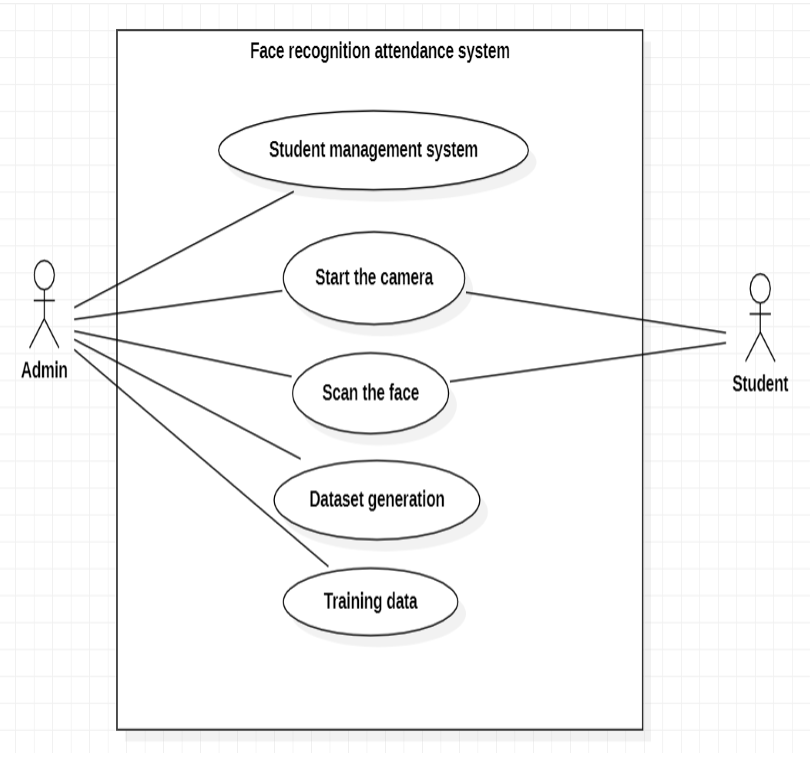 Face recognition attendance system
Student management system
Start the camera
Admin
Student
Scan the face
Dataset generation
Training data